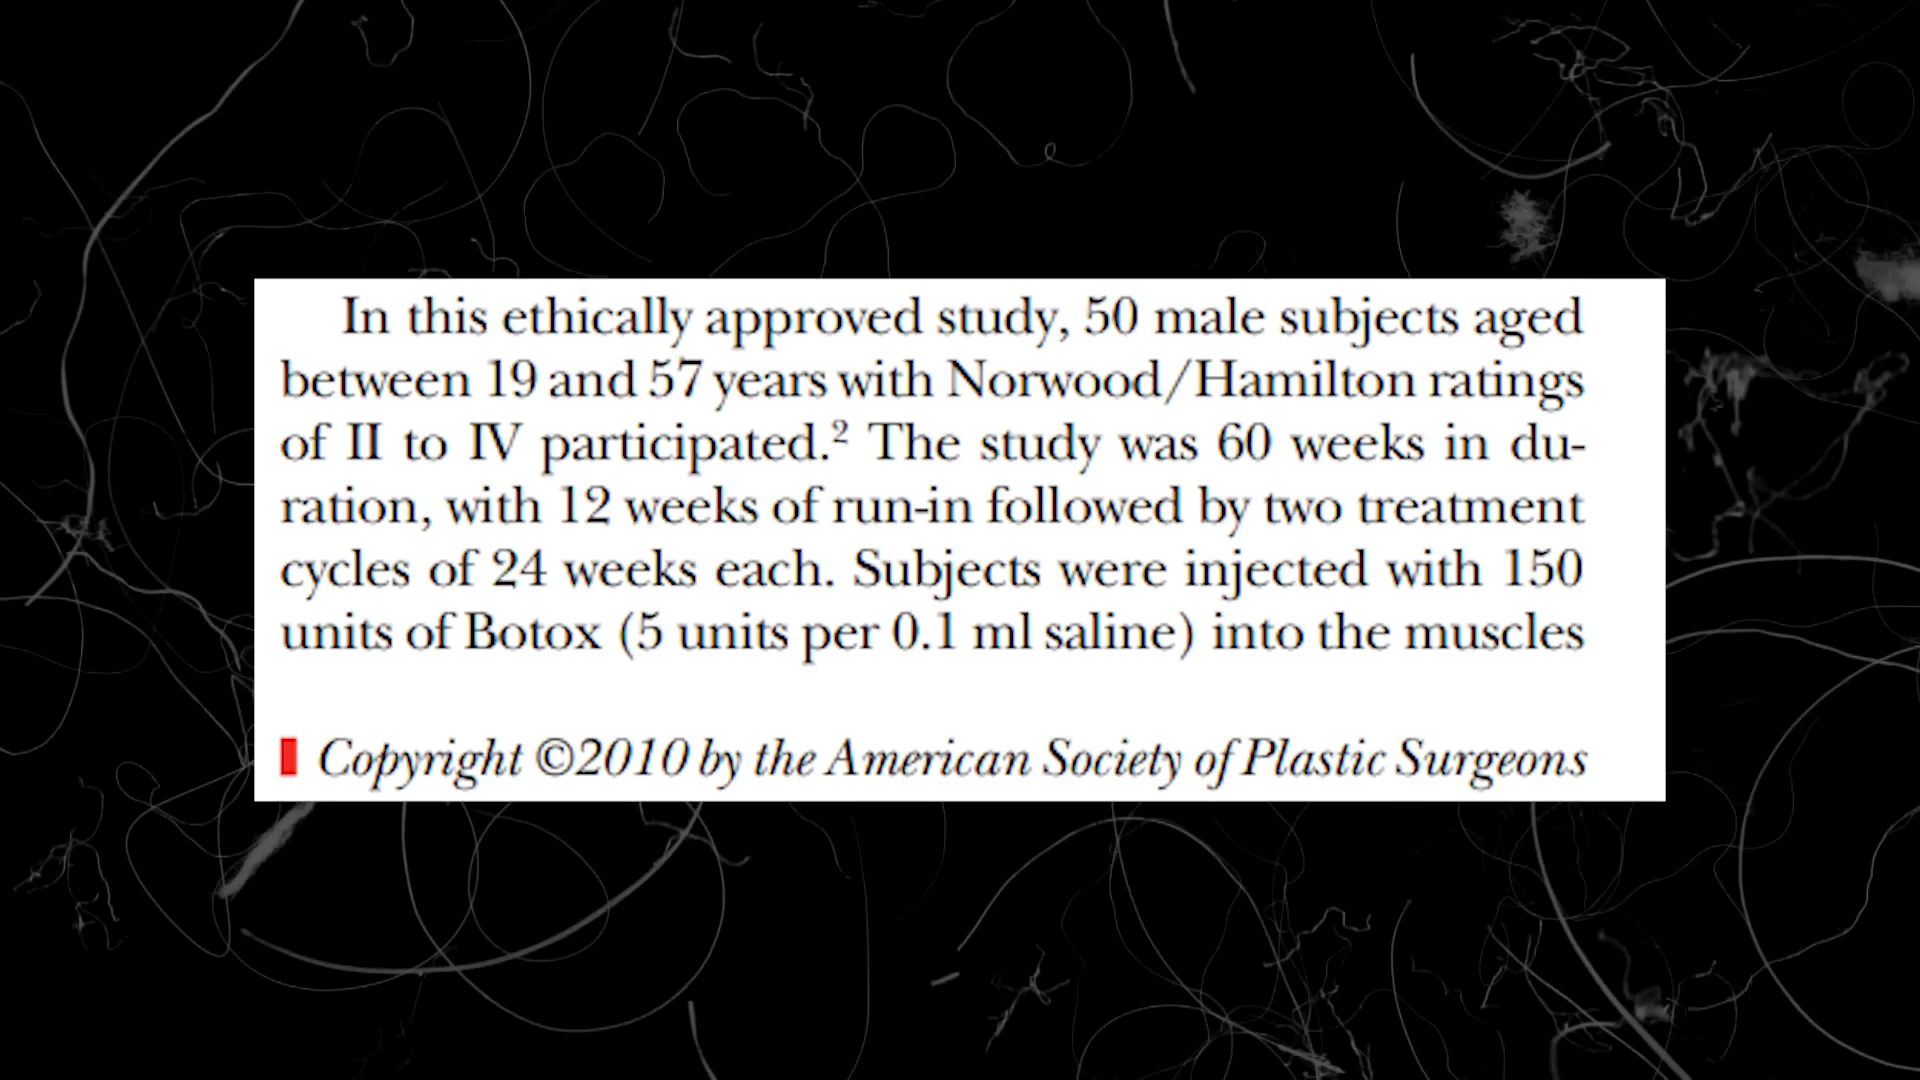 In this ethically approved study, 50 male subjects aged
between 19 and 57 years with Norwood/Hamilton ratings
of II to IV participated.² The study was 60 weeks in du-
ration, with 12 weeks of run-in followed by two treatment
cycles of 24 weeks each. Subjects were injected with 150
units of Botox (5 units per 0.1 ml saline) into the muscles
Copyright ©2010 by the American Society of Plastic Surgeons